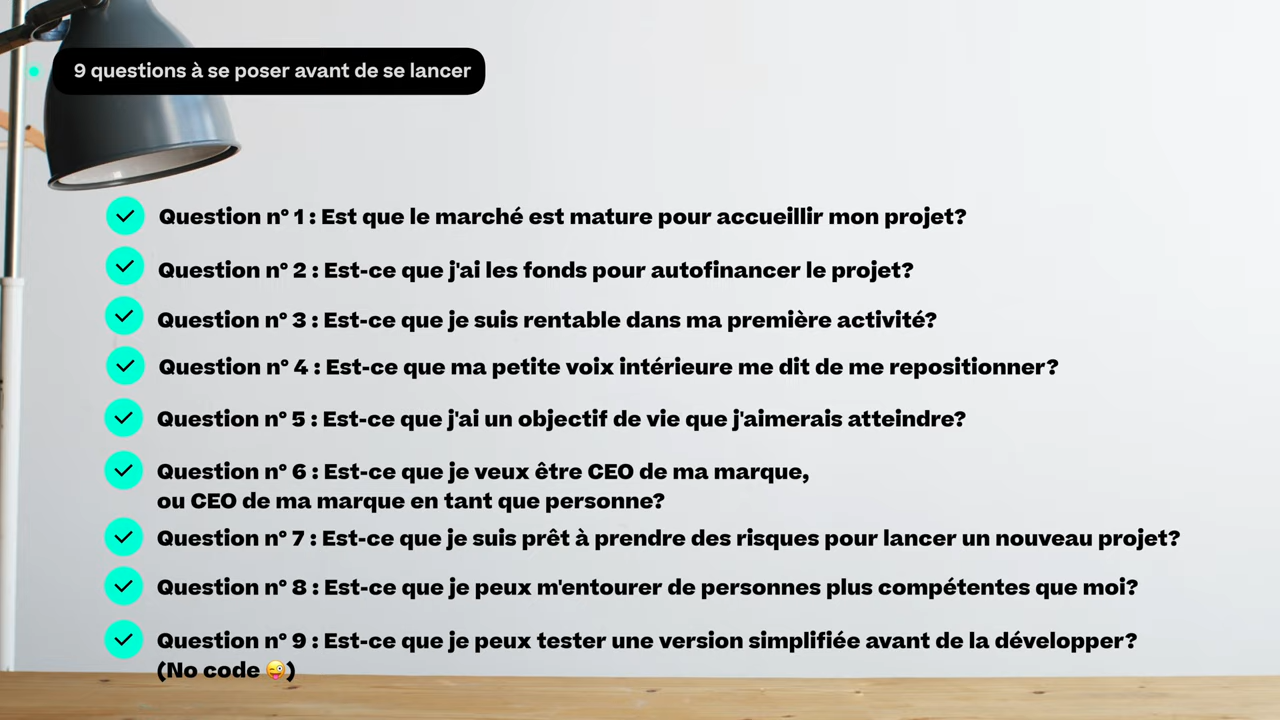 9 questions à se poser avant de se lancer
Question n° 1 : Est que le marché est mature pour accueillir mon projet?
Question n° 2 : Est-ce que j'ai les fonds pour autofinancer le projet?
Question n° 3 : Est-ce que je suis rentable dans ma première activité?
Question n° 4 : Est-ce que ma petite voix intérieure me dit de me repositionner?
Question n° 5 : Est-ce que j'ai un objectif de vie que j'aimerais atteindre?
Question n° 6 : Est-ce que je veux être CEO de ma marque,
ou CEO de ma marque en tant que personne?
Question n° 7 : Est-ce que je suis prêt à prendre des risques pour lancer un nouveau projet?
Question n° 8 : Est-ce que je peux m'entourer de personnes plus compétentes que moi?
Question n° 9 : Est-ce que je peux tester une version simplifiée avant de la développer?
(No code 😜)